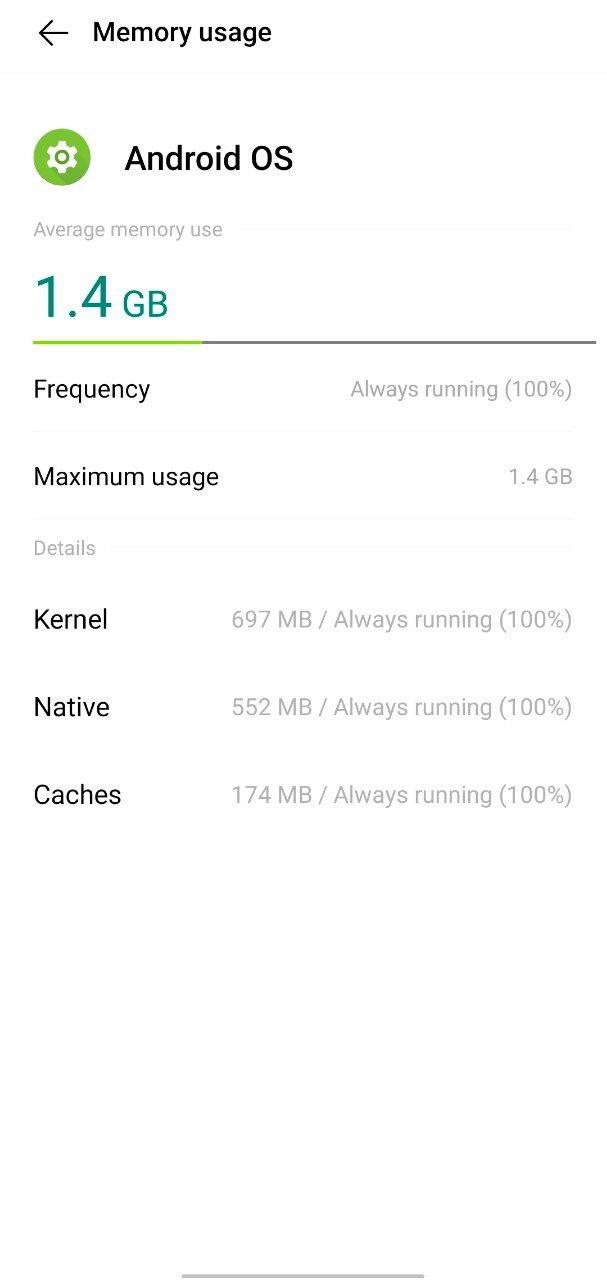 Memory usage
Android OS
Average memory use
1.4 GB
Frequency Always running (100%)
Maximum usage 1.4 GB
Details
Kernel 697 MB / Always running (100%)
Native 552 MB / Always running (100%)
Caches 174 MB / Always running (100%)